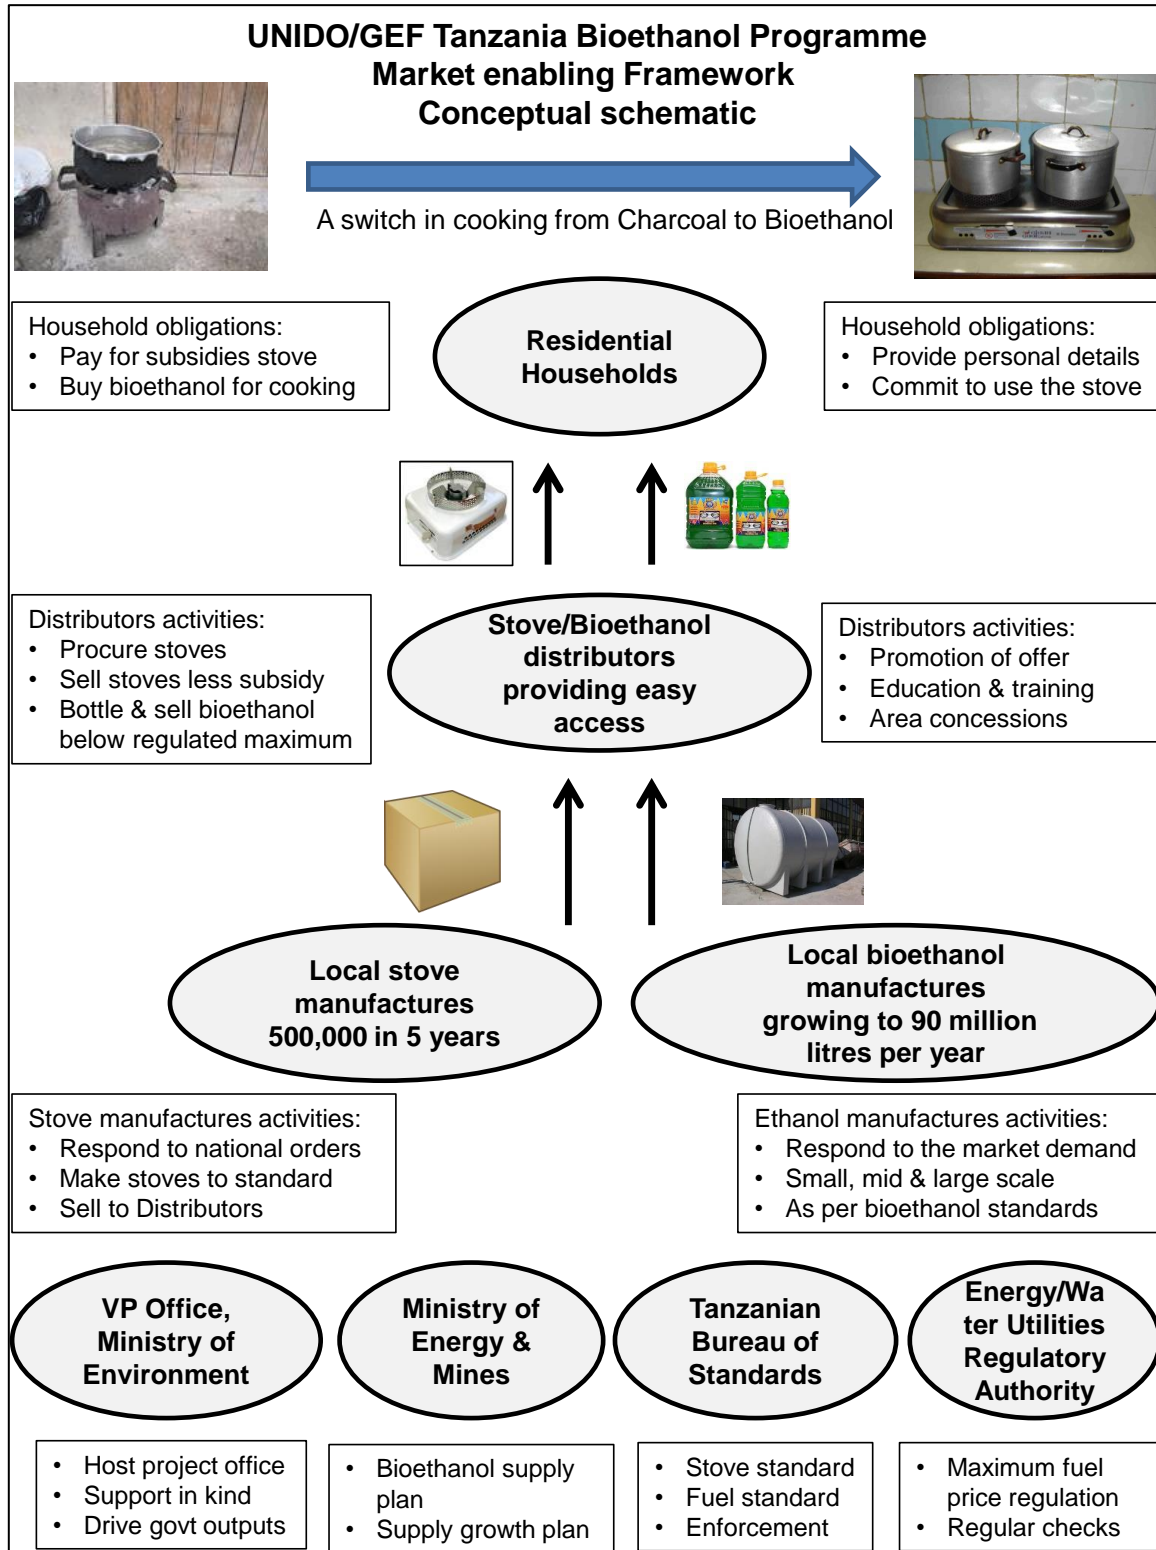 UNIDO/GEF Tanzania Bioethanol Programme
Market enabling Framework
Conceptual schematic
A switch in cooking from Charcoal to Bioethanol
Household obligations:
• Pay for subsidies stove
• Buy bioethanol for cooking
Residential
Households
Household obligations:
• Provide personal details
• Commit to use the stove
Distributors activities:
• Procure stoves
• Sell stoves less subsidy
• Bottle & sell bioethanol
below regulated maximum
Stove/Bioethanol
distributors
providing easy
access
Distributors activities:
• Promotion of offer
• Education & training
• Area concessions
Local stove
manufactures
500,000 in 5 years
Local bioethanol
manufactures
growing to 90 million
litres per year
Stove manufactures activities:
• Respond to national orders
• Make stoves to standard
• Sell to Distributors
Ethanol manufactures activities:
• Respond to the market demand
• Small, mid & large scale
• As per bioethanol standards
VP Office,
Ministry of
Environment
Ministry of
Energy &
Mines
Tanzanian
Bureau of
Standards
Energy/Wa
ter Utilities
Regulatory
Authority
• Host project office
• Support in kind
• Drive govt outputs
• Bioethanol supply
plan
• Supply growth plan
• Stove standard
• Fuel standard
• Enforcement
• Maximum fuel
price regulation
• Regular checks